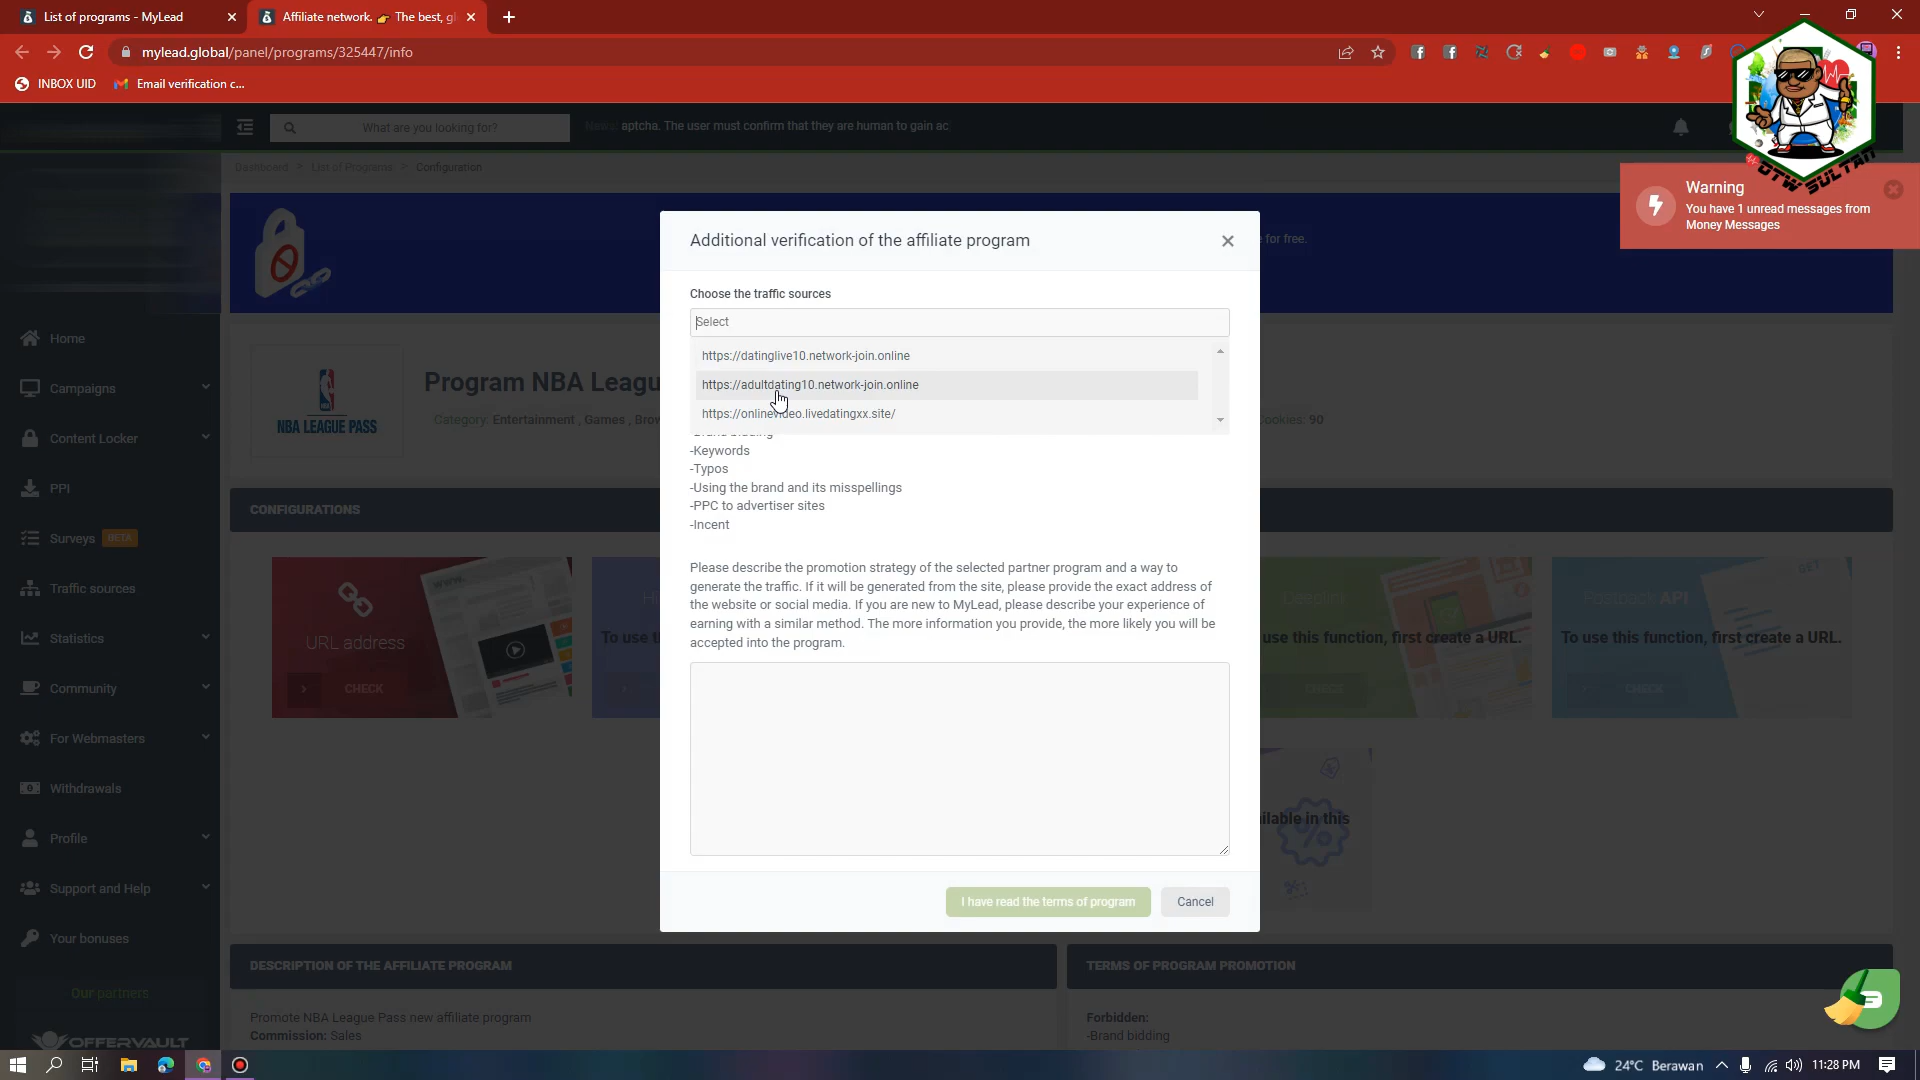 List of programs - MyLead
Affiliate network. 👉 The best, gl
mylead.global/panel/programs/325447/info
INBOX UID
Email verification c...
What are you looking for?
News: aptcha. The user must confirm that they are human to gain ac
Dashboard > List of Programs > Configuration
OTW SULTAN
Warning
You have 1 unread messages from
Money Messages
Additional verification of the affiliate program
e for free.
Choose the traffic sources
Select
https://datinglive10.network-join.online
https://adultdating10.network-join.online
https://onlinevideo.livedatingxx.site/
-Brand bidding
-Keywords
-Typos
-Using the brand and its misspellings
-PPC to advertiser sites
-Incent
Please describe the promotion strategy of the selected partner program and a way to
generate the traffic. If it will be generated from the site, please provide the exact address of
the website or social media. If you are new to MyLead, please describe your experience of
earning with a similar method. The more information you provide, the more likely you will be
accepted into the program.
I have read the terms of program
Cancel
Home
Campaigns
Content Locker
PPI
Surveys BETA
Traffic sources
Statistics
Community
For Webmasters
Withdrawals
Profile
Support and Help
Your bonuses
Our partners
OFFERVAULT
NBA LEAGUE PASS
Program NBA Leagu
Category: Entertainment , Games , Brow
Cookies: 90
CONFIGURATIONS
URL address
CHECK
To use t
Deeplink
use this function, first create a URL.
CHECK
Postback API
To use this function, first create a URL.
CHECK
ilable in this
DESCRIPTION OF THE AFFILIATE PROGRAM
Promote NBA League Pass new affiliate program
Commission: Sales
TERMS OF PROGRAM PROMOTION
Forbidden:
-Brand bidding
24°C Berawan
11:28 PM